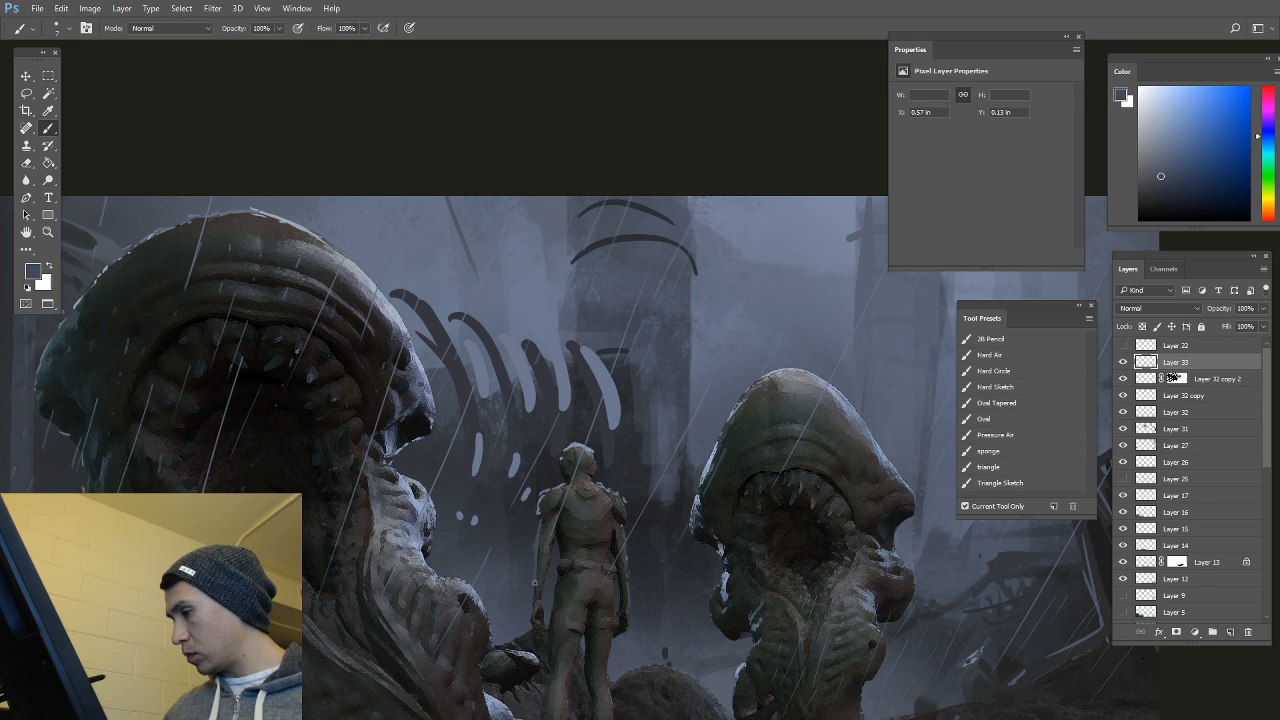 Ps File Edit Image Layer Type Select Filter 3D View Window Help
7 Mode: Normal Opacity: 100% Flow: 100%
Properties
Pixel Layer Properties
W: H:
X: 0.57 in Y: 0.13 in
Color
Tool Presets
2B Pencil
Hard Air
Hard Circle
Hard Sketch
Oval Tapered
Oval
Pressure Air
sponge
triangle
Triangle Sketch
Current Tool Only
Layers Channels
Kind
Normal Opacity: 100%
Lock: Fill: 100%
Layer 22
Layer 33
Layer 32 copy 2
Layer 32 copy
Layer 32
Layer 31
Layer 27
Layer 26
Layer 25
Layer 17
Layer 16
Layer 15
Layer 14
Layer 13
Layer 12
Layer 9
Layer 5
fx